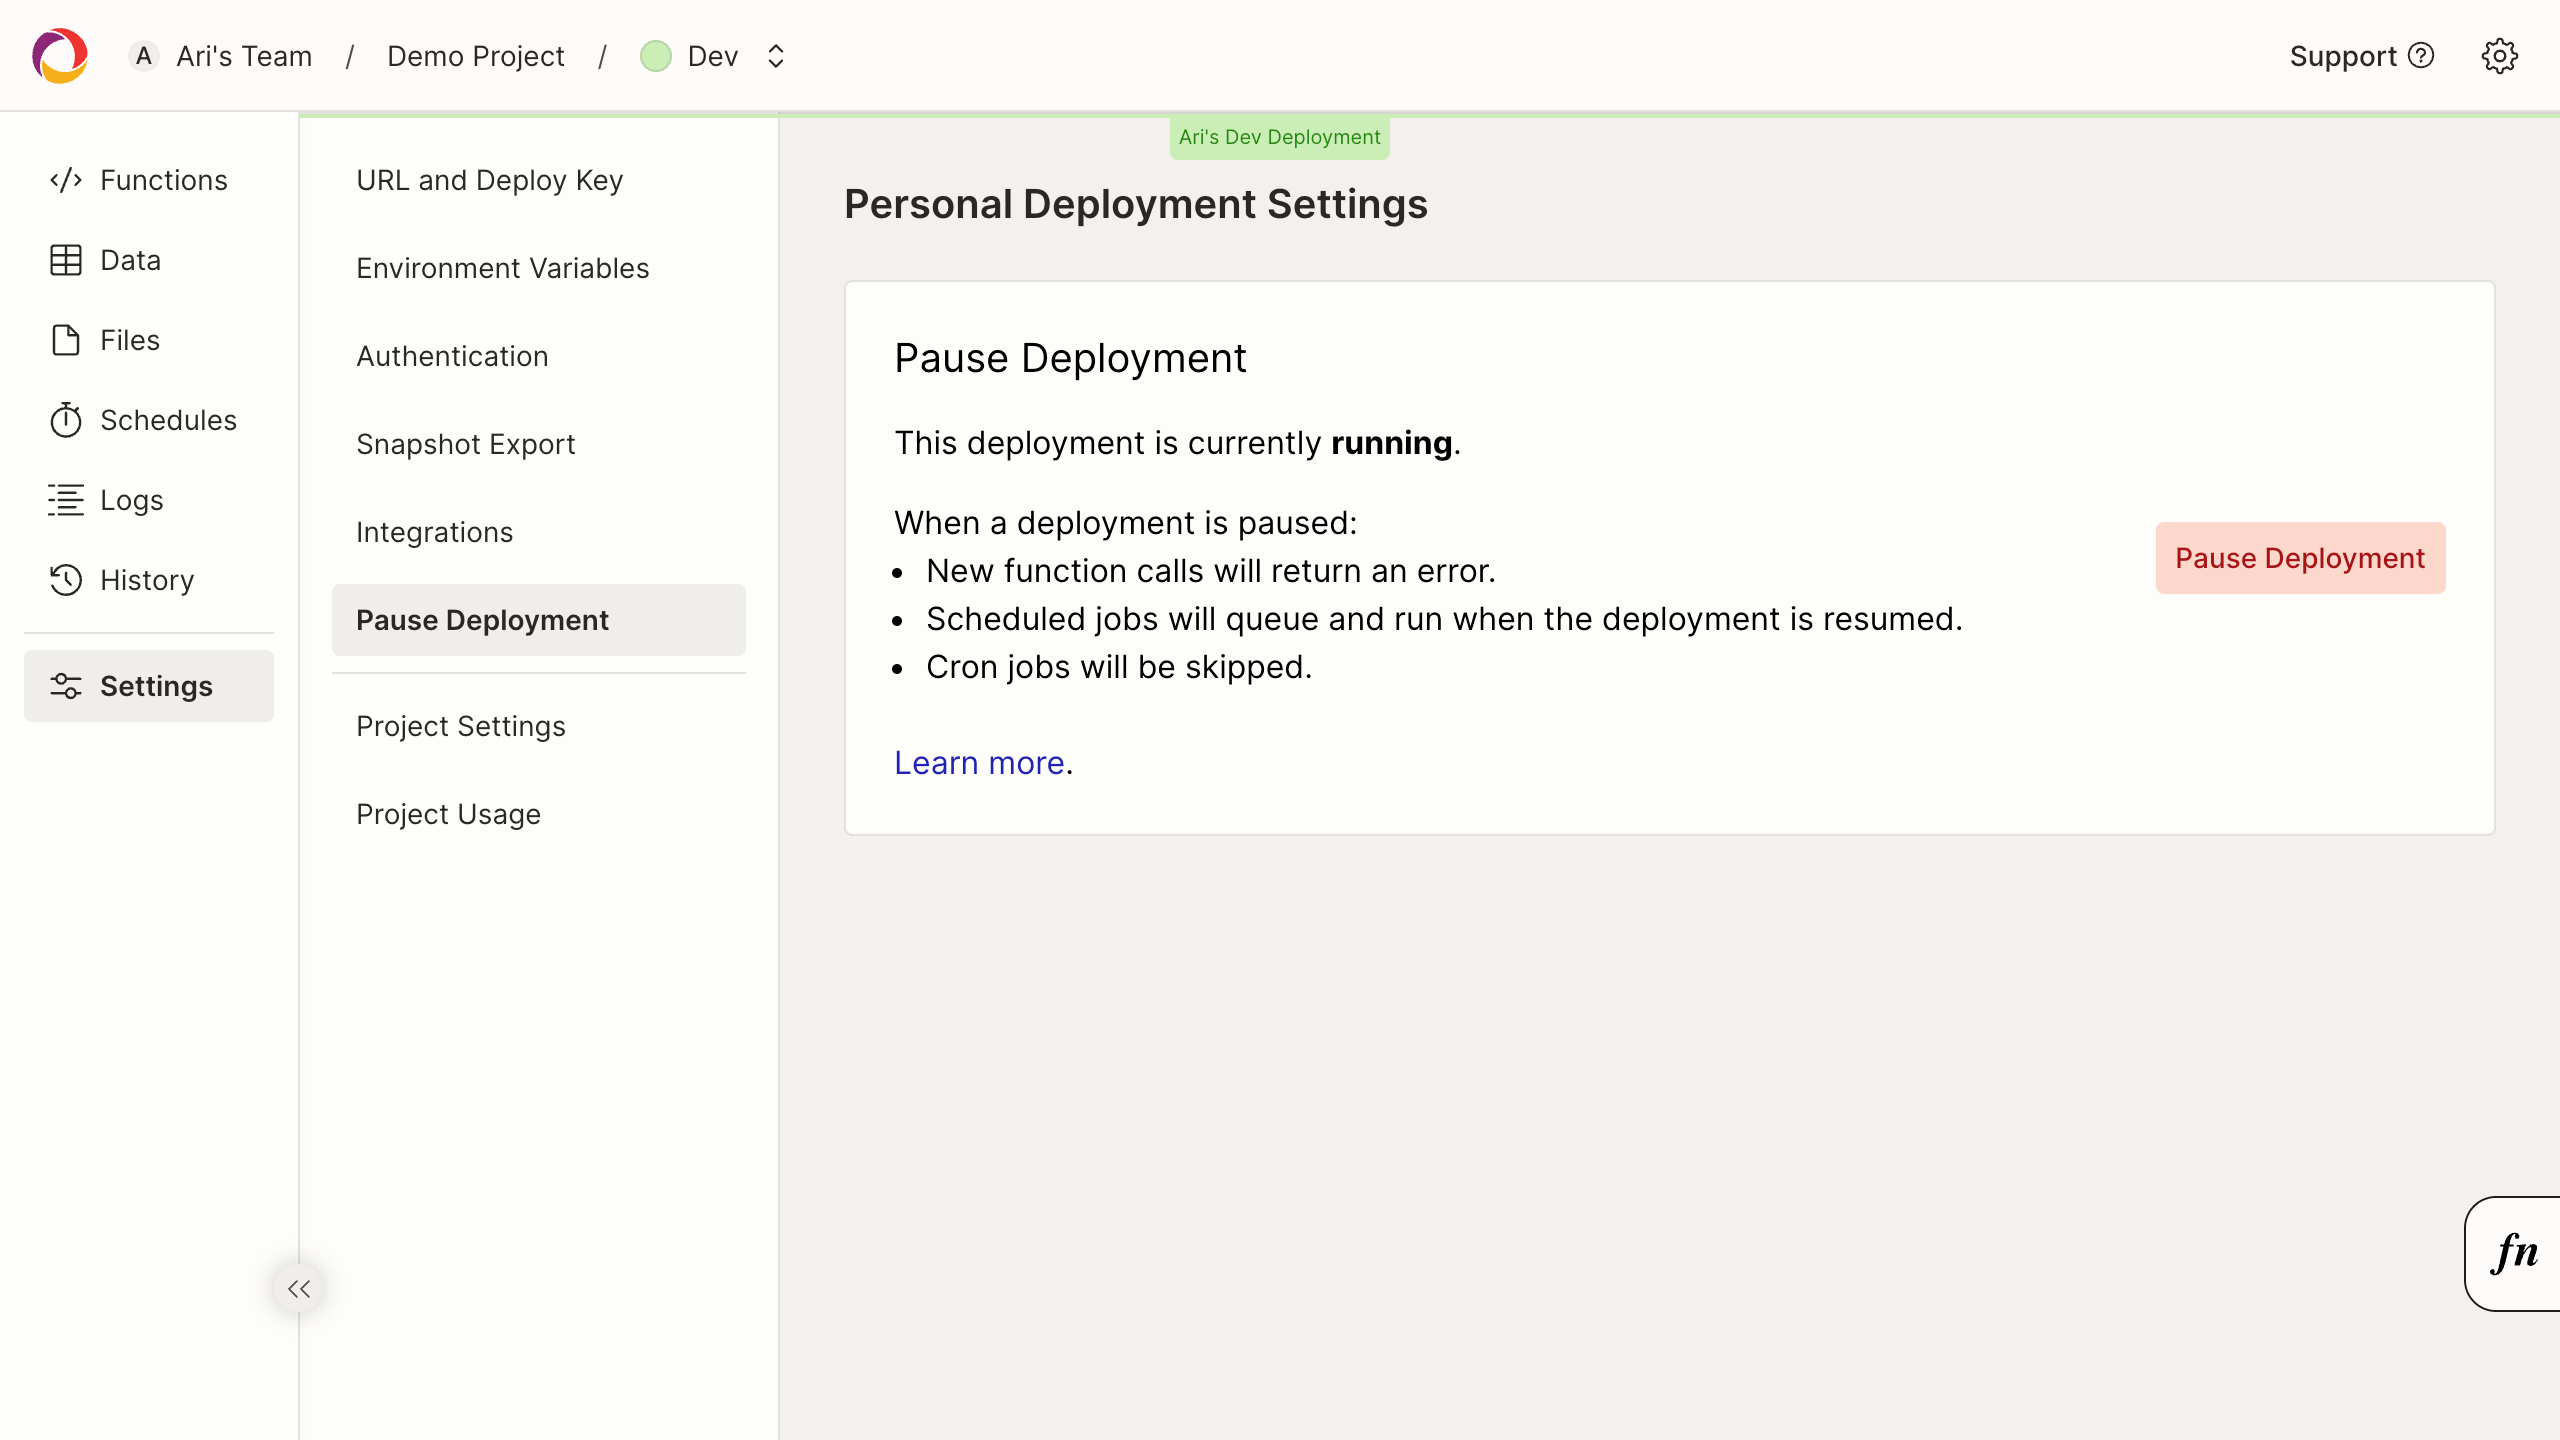 A Ari's Team / Demo Project / Dev
Support
Functions
Data
Files
Schedules
Logs
History
Settings
URL and Deploy Key
Environment Variables
Authentication
Snapshot Export
Integrations
Pause Deployment
Project Settings
Project Usage
Ari's Dev Deployment
Personal Deployment Settings
Pause Deployment
This deployment is currently running.
When a deployment is paused:
• New function calls will return an error.
• Scheduled jobs will queue and run when the deployment is resumed.
• Cron jobs will be skipped.
Learn more.
Pause Deployment
fn